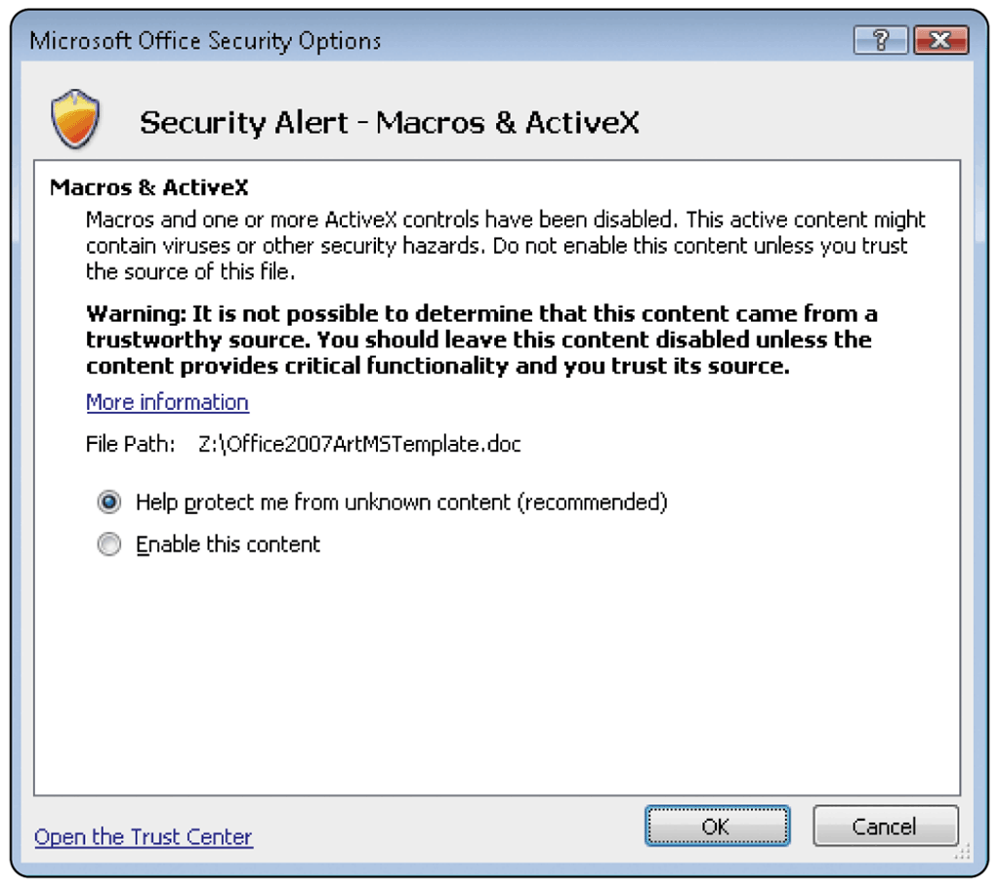 Microsoft Office Security Options
?
Security Alert - Macros & ActiveX
Macros & ActiveX
Macros and one or more ActiveX controls have been disabled. This active content might
contain viruses or other security hazards. Do not enable this content unless you trust
the source of this file.
Warning: It is not possible to determine that this content came from a
trustworthy source. You should leave this content disabled unless the
content provides critical functionality and you trust its source.
More information
File Path: Z:\Office2007ArtMSTemplate.doc
Help protect me from unknown content (recommended)
Enable this content
Open the Trust Center
OK
Cancel